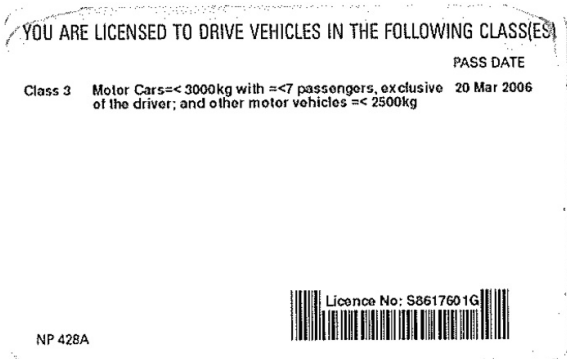 YOU ARE LICENSED TO DRIVE VEHICLES IN THE FOLLOWING CLASS(ES)
PASS DATE
Class 3 Motor Cars=< 3000kg with =<7 passengers, exclusive 20 Mar 2006
of the driver; and other motor vehicles =< 2500kg
Licence No: S8617601G
NP 428A